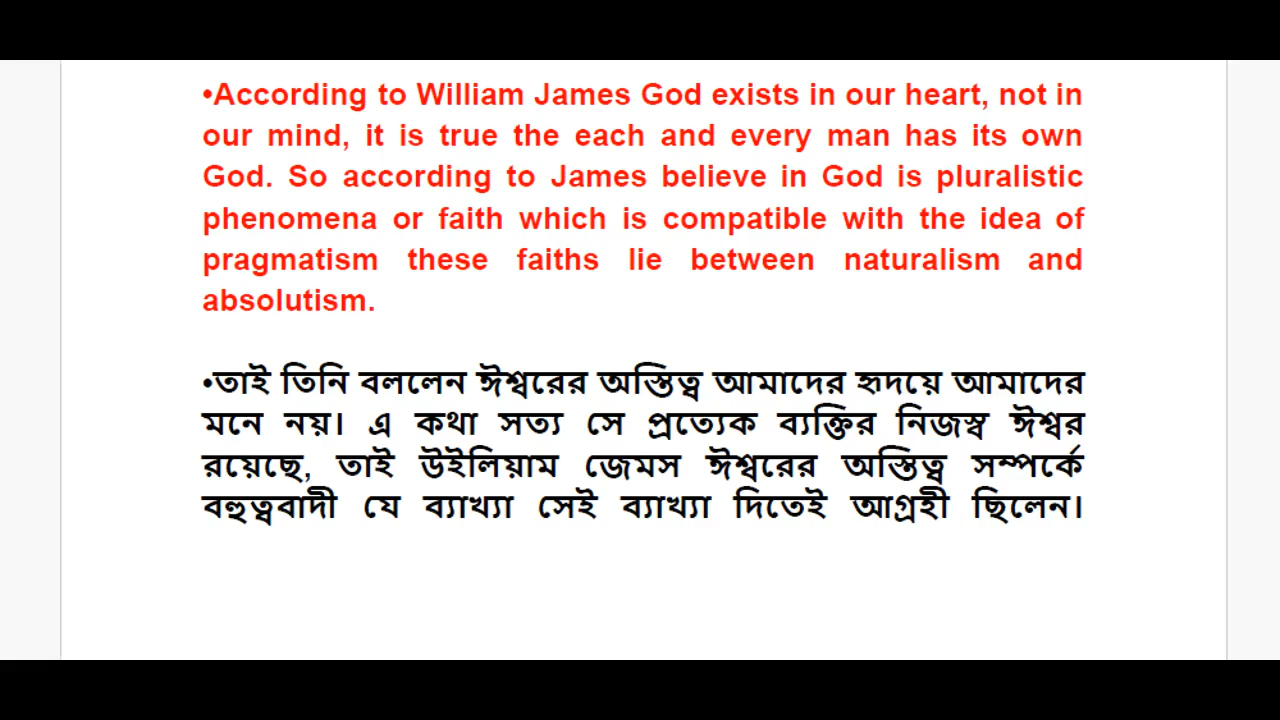 •According to William James God exists in our heart, not in
our mind, it is true the each and every man has its own
God. So according to James believe in God is pluralistic
phenomena or faith which is compatible with the idea of
pragmatism these faiths lie between naturalism and
absolutism.
•তাই তিনি বললেন ঈশ্বরের অস্তিত্ব আমাদের হৃদয়ে আমাদের
মনে নয়। এ কথা সত্য সে প্রত্যেক ব্যক্তির নিজস্ব ঈশ্বর
রয়েছে, তাই উইলিয়াম জেমস ঈশ্বরের অস্তিত্ব সম্পর্কে
বহুত্ববাদী যে ব্যাখ্যা সেই ব্যাখ্যা দিতেই আগ্রহী ছিলেন।